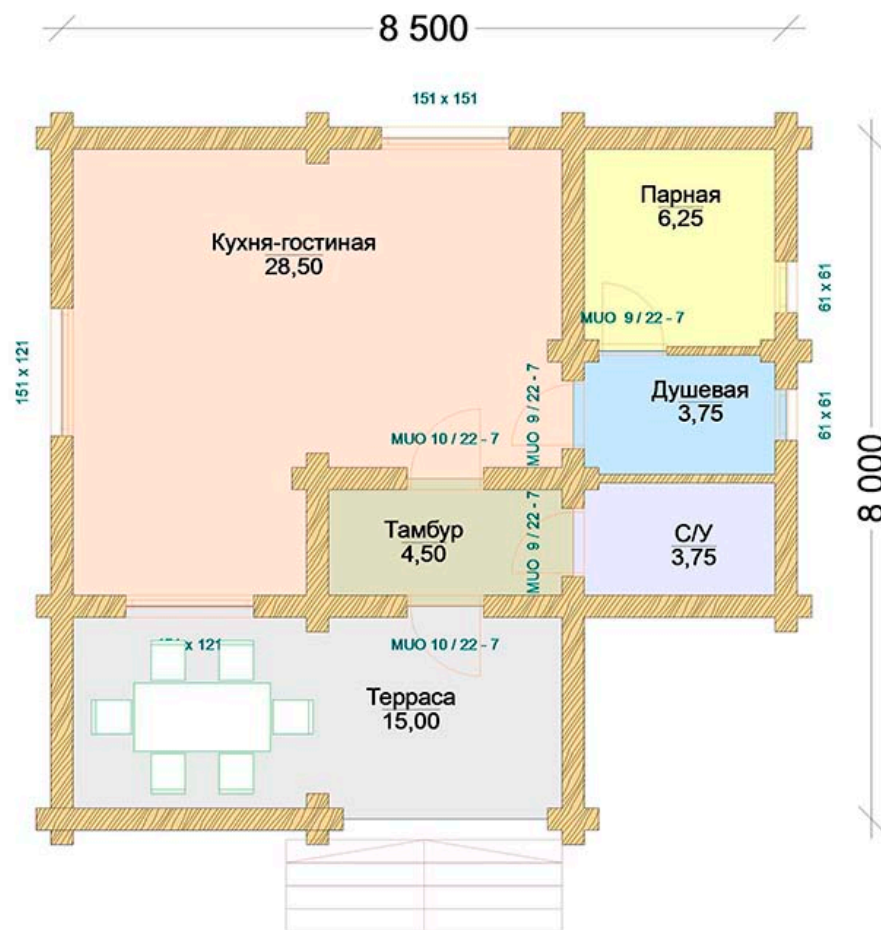 8 500
151 x 151
Парная
6,25
Кухня-гостиная
28,50
61 x 61
MUO 9 / 22 - 7
151 x 121
Душевая
3,75
MUO 9 / 22 - 7
61 x 61
MUO 10 / 22 - 7
8 000
Тамбур
4,50
MUO 9 / 22 - 7
С/У
3,75
x 121
MUO 10 / 22 - 7
Терраса
15,00